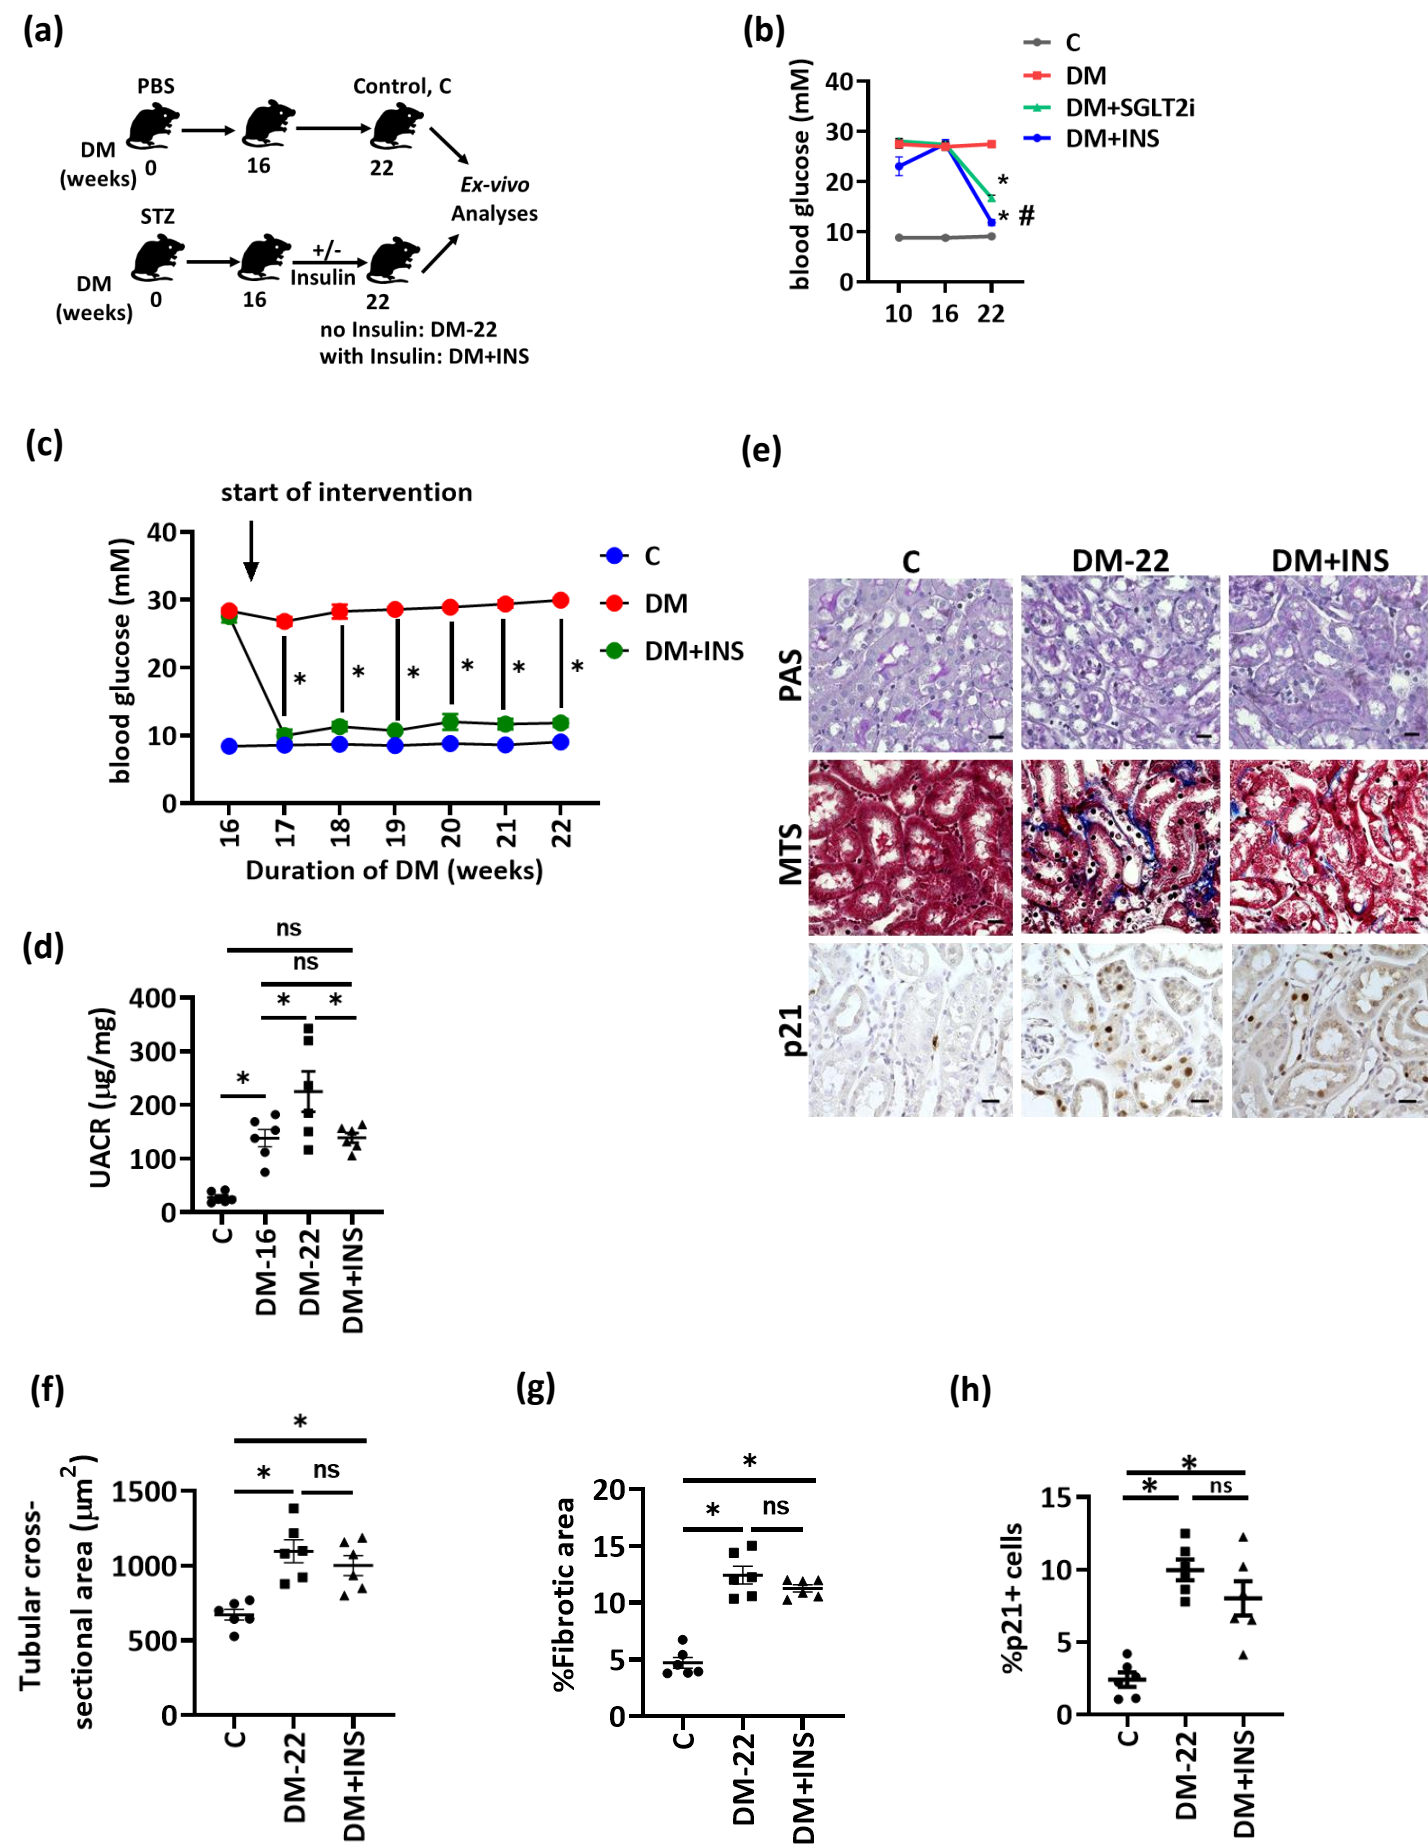 (a)
PBS
Control, C
DM
(weeks)
0
16
22
Ex-vivo
Analyses
STZ
+/-
Insulin
DM
(weeks)
0
16
22
no Insulin: DM-22
with Insulin: DM+INS
(b)
C
DM
DM+SGLT2i
DM+INS
blood glucose (mM)
40
30
20
10
0
*
* #
10 16 22
(c)
start of intervention
blood glucose (mM)
40
30
20
10
0
* * * * * *
C
DM
DM+INS
16 17 18 19 20 21 22
Duration of DM (weeks)
(d)
ns
ns
* *
*
UACR (µg/mg)
400
300
200
100
0
C DM-16 DM-22 DM+INS
(e)
C DM-22 DM+INS
PAS
MTS
p21
(f)
*
* ns
Tubular cross-
sectional area (µm2)
1500
1000
500
0
C DM-22 DM+INS
(g)
*
* ns
%Fibrotic area
20
15
10
5
0
C DM-22 DM+INS
(h)
*
* ns
%p21+ cells
15
10
5
0
C DM-22 DM+INS